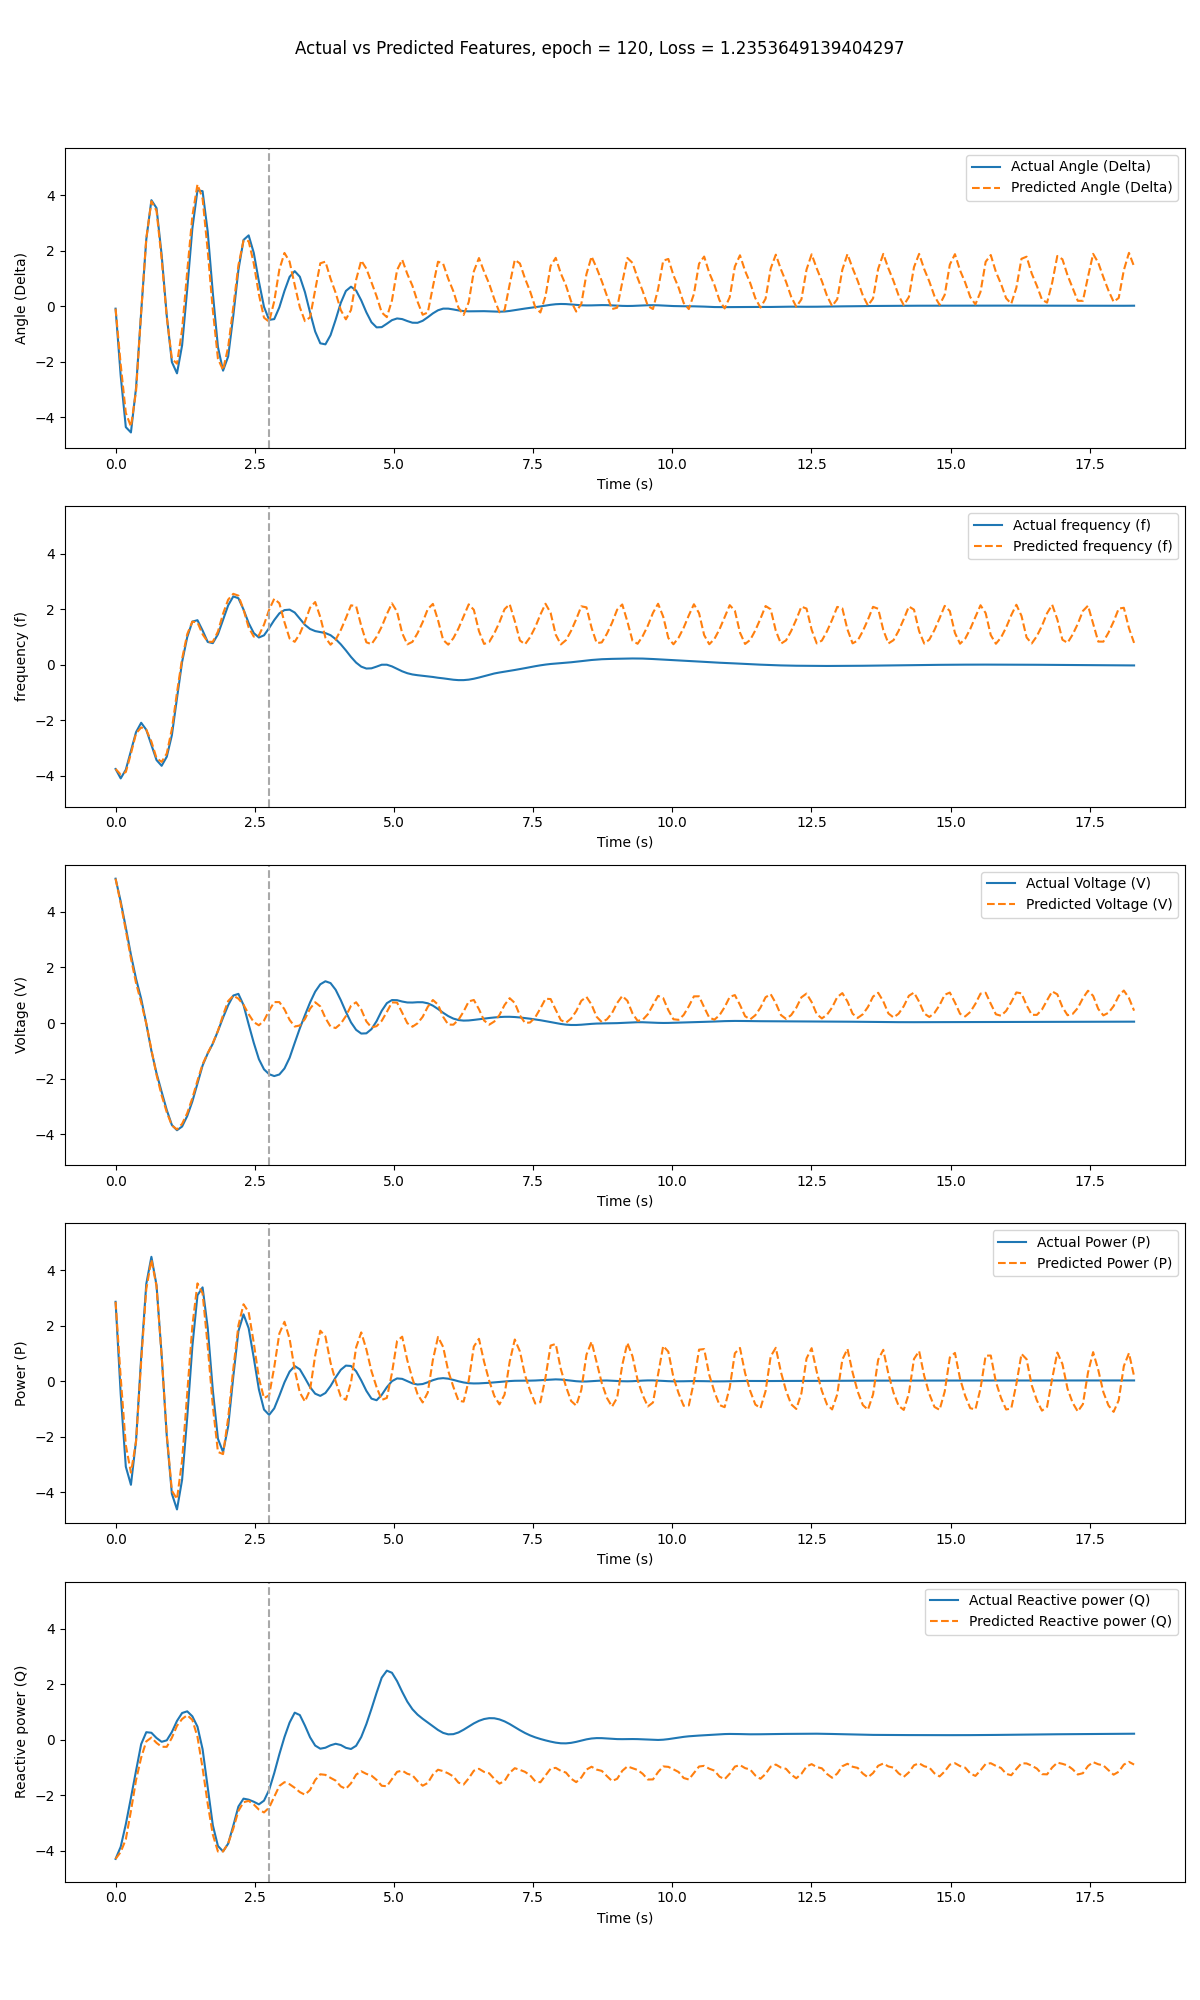 Actual vs Predicted Features, epoch = 120, Loss = 1.2353649139404297
Actual Angle (Delta)
Predicted Angle (Delta)
Angle (Delta)
4
2
0
−2
−4
0.0 2.5 5.0 7.5 10.0 12.5 15.0 17.5
Time (s)
Actual frequency (f)
Predicted frequency (f)
frequency (f)
4
2
0
−2
−4
0.0 2.5 5.0 7.5 10.0 12.5 15.0 17.5
Time (s)
Actual Voltage (V)
Predicted Voltage (V)
Voltage (V)
4
2
0
−2
−4
0.0 2.5 5.0 7.5 10.0 12.5 15.0 17.5
Time (s)
Actual Power (P)
Predicted Power (P)
Power (P)
4
2
0
−2
−4
0.0 2.5 5.0 7.5 10.0 12.5 15.0 17.5
Time (s)
Actual Reactive power (Q)
Predicted Reactive power (Q)
Reactive power (Q)
4
2
0
−2
−4
0.0 2.5 5.0 7.5 10.0 12.5 15.0 17.5
Time (s)